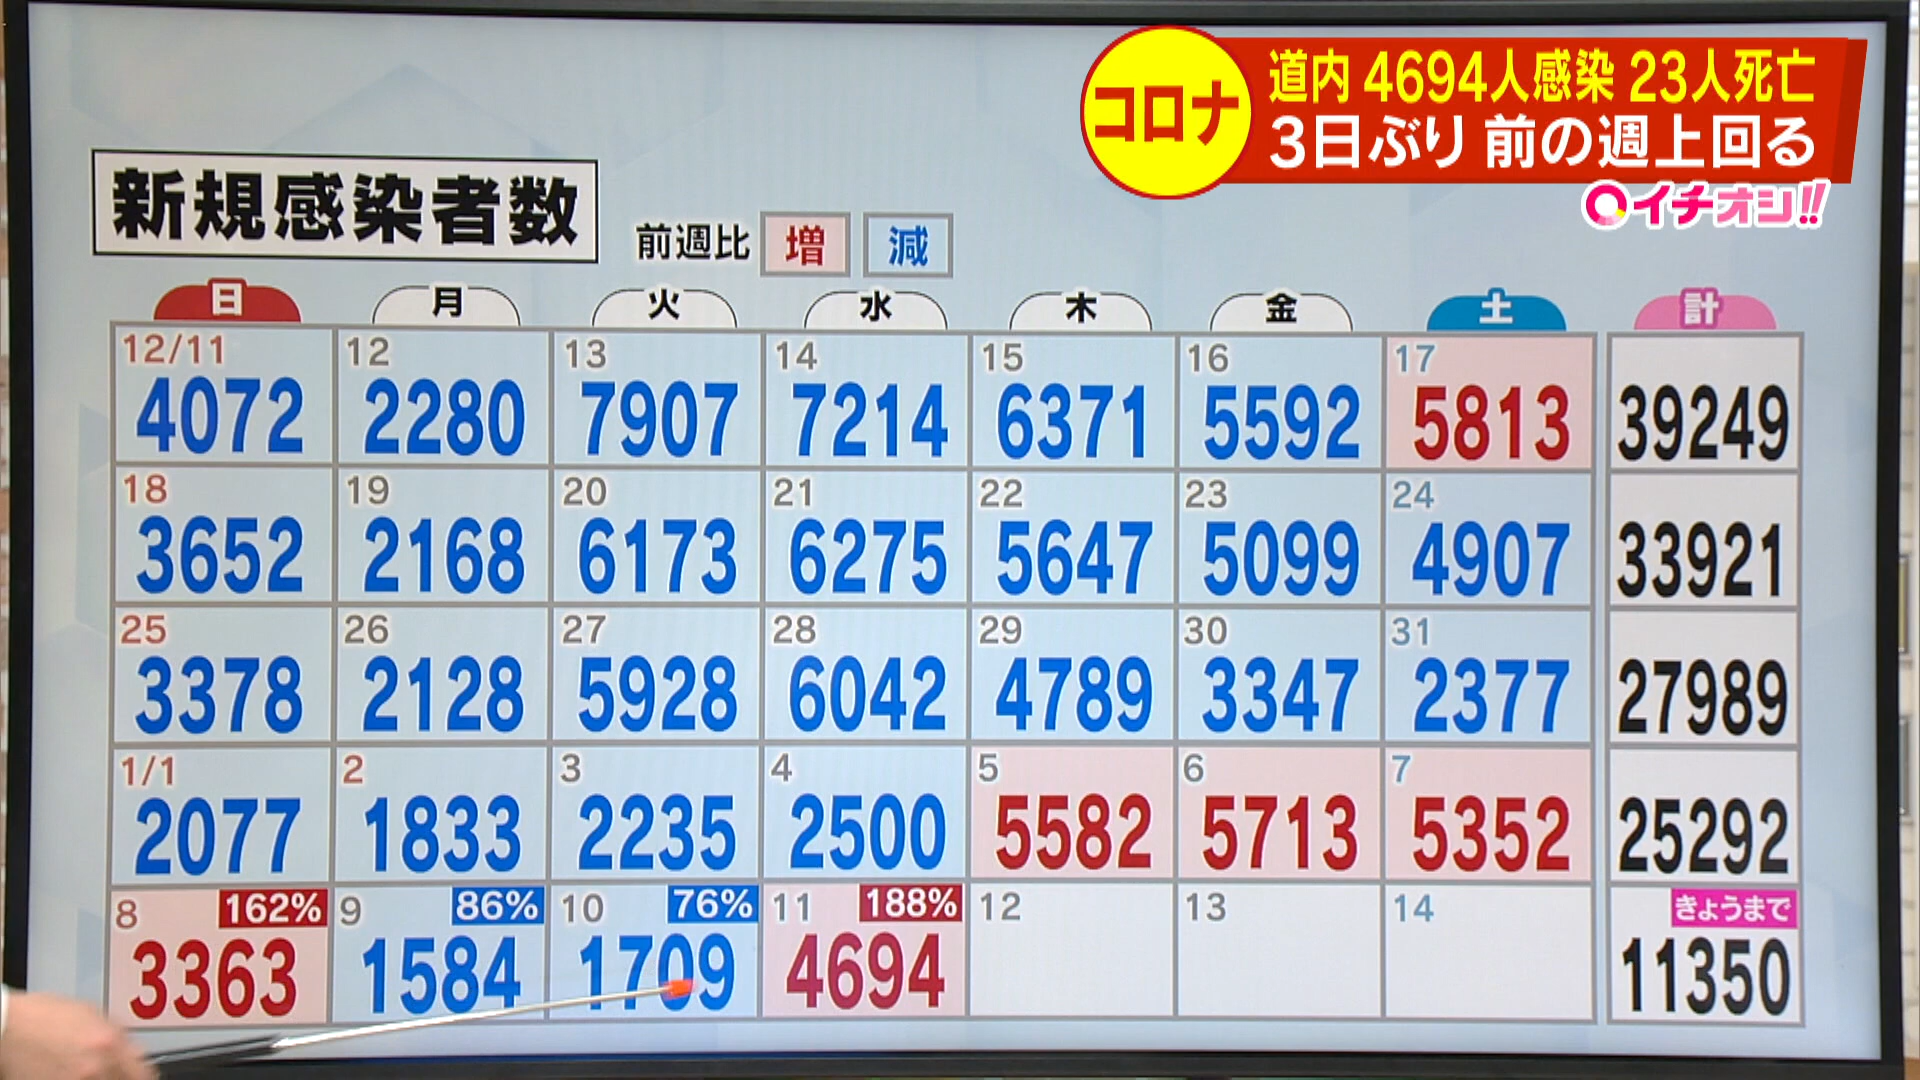 コロナ
道内 4694人感染 23人死亡
3日ぶり 前の週上回る
イチオシ!!
新規感染者数
前週比 増 減
日 月 火 水 木 金 土 計
12/11 12 13 14 15 16 17
4072 2280 7907 7214 6371 5592 5813 39249
18 19 20 21 22 23 24
3652 2168 6173 6275 5647 5099 4907 33921
25 26 27 28 29 30 31
3378 2128 5928 6042 4789 3347 2377 27989
1/1 2 3 4 5 6 7
2077 1833 2235 2500 5582 5713 5352 25292
8 162% 9 86% 10 76% 11 188% 12 13 14 きょうまで
3363 1584 1709 4694 11350